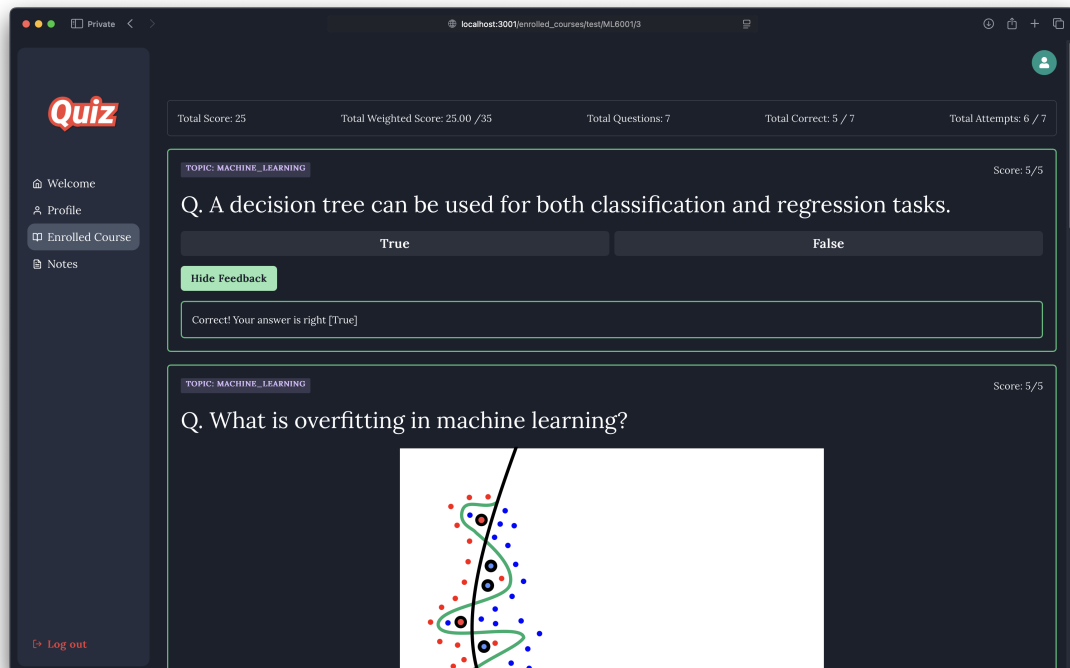 Private
localhost:3001/enrolled_courses/test/ML6001/3
Quiz
Welcome
Profile
Enrolled Course
Notes
Log out
Total Score: 25
Total Weighted Score: 25.00 /35
Total Questions: 7
Total Correct: 5 / 7
Total Attempts: 6 / 7
TOPIC: MACHINE_LEARNING
Score: 5/5
Q. A decision tree can be used for both classification and regression tasks.
True
False
Hide Feedback
Correct! Your answer is right [True]
TOPIC: MACHINE_LEARNING
Score: 5/5
Q. What is overfitting in machine learning?